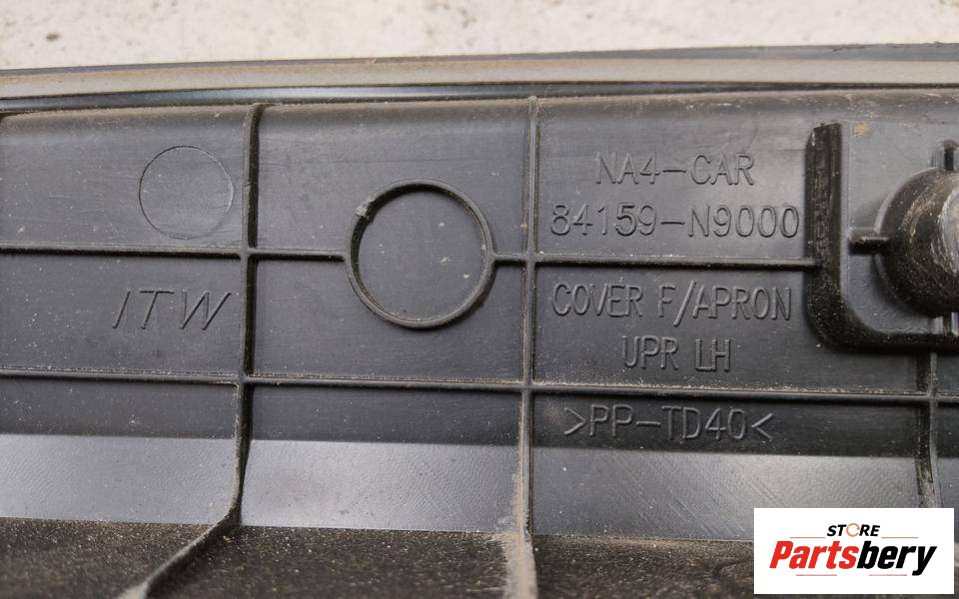 NA4-CAR
84159-N9000
ITW
COVER F/APRON
UPR LH
>PP-TD40<
STORE
Partsbery